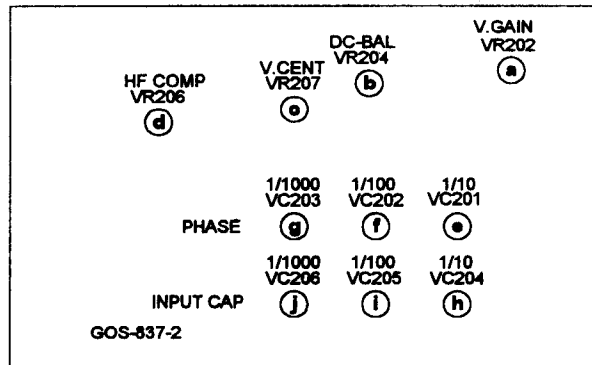 V.GAIN
VR202
a
DC-BAL
VR204
b
V.CENT
VR207
c
HF COMP
VR206
d
1/1000
VC203
1/100
VC202
1/10
VC201
PHASE
g
f
e
1/1000
VC206
1/100
VC205
1/10
VC204
INPUT CAP
j
i
h
GOS-837-2